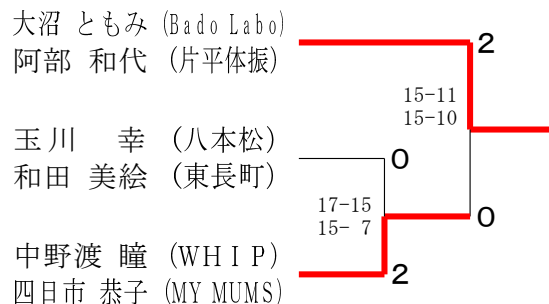 大沼 ともみ (Bado Labo)
阿部 和代 (片平体振)
2
15-11
15-10
玉川 幸 (八本松)
和田 美絵 (東長町)
0
17-15
15- 7
0
中野渡 瞳 (WHIP)
四日市 恭子 (MY MUMS)
2